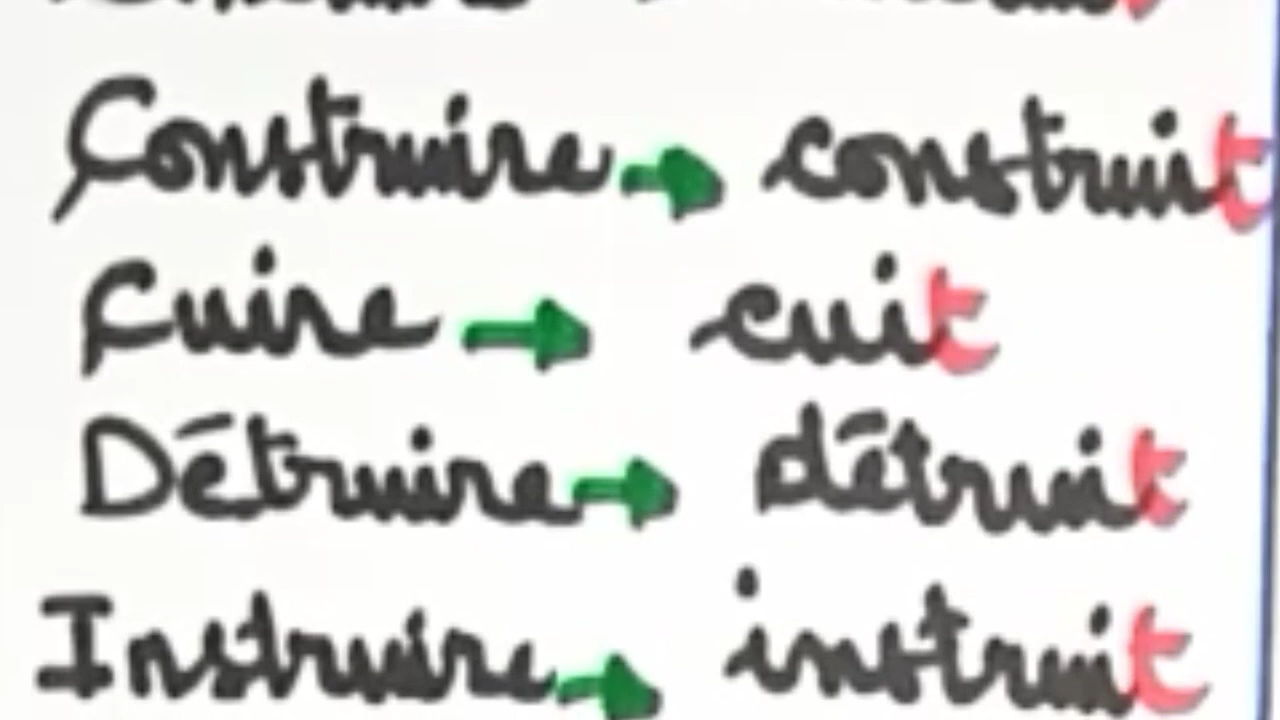 Construire → construit
Cuire → cuit
Détruire → détruit
Instruire → instruit